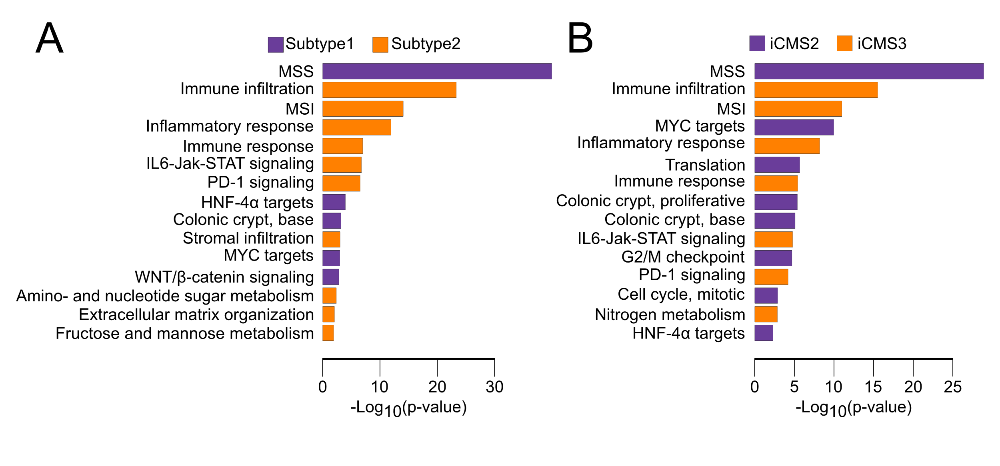 A
Subtype1
Subtype2
MSS
Immune infiltration
MSI
Inflammatory response
Immune response
IL6-Jak-STAT signaling
PD-1 signaling
HNF-4α targets
Colonic crypt, base
Stromal infiltration
MYC targets
WNT/β-catenin signaling
Amino- and nucleotide sugar metabolism
Extracellular matrix organization
Fructose and mannose metabolism
0 10 20 30
-Log10(p-value)
B
iCMS2
iCMS3
MSS
Immune infiltration
MSI
MYC targets
Inflammatory response
Translation
Immune response
Colonic crypt, proliferative
Colonic crypt, base
IL6-Jak-STAT signaling
G2/M checkpoint
PD-1 signaling
Cell cycle, mitotic
Nitrogen metabolism
HNF-4α targets
0 5 10 15 20 25
-Log10(p-value)